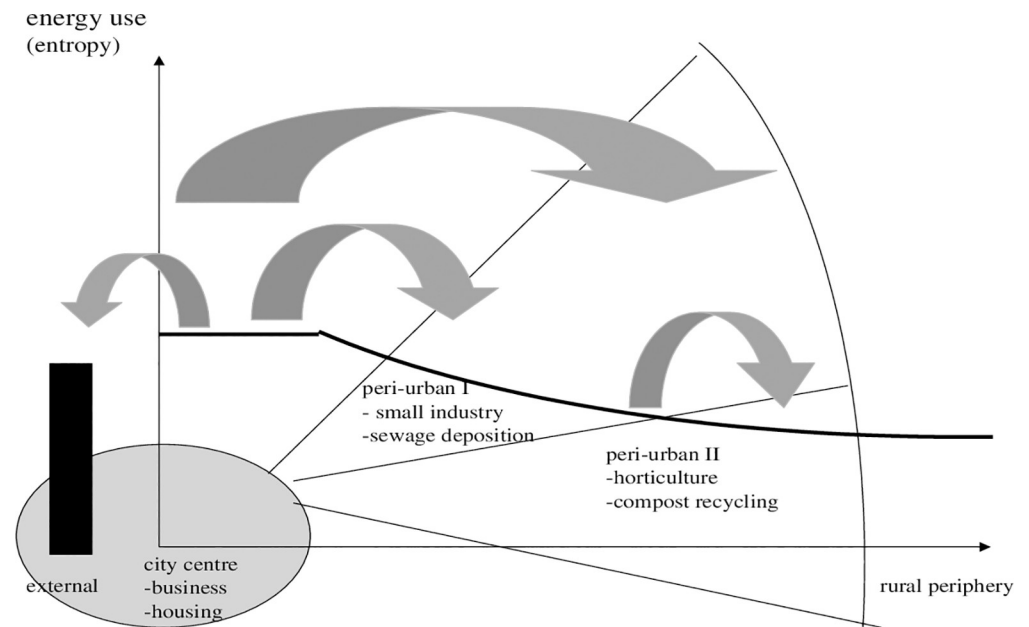 energy use
(entropy)
peri-urban I
- small industry
-sewage deposition
peri-urban II
-horticulture
-compost recycling
city centre
-business
-housing
external
rural periphery